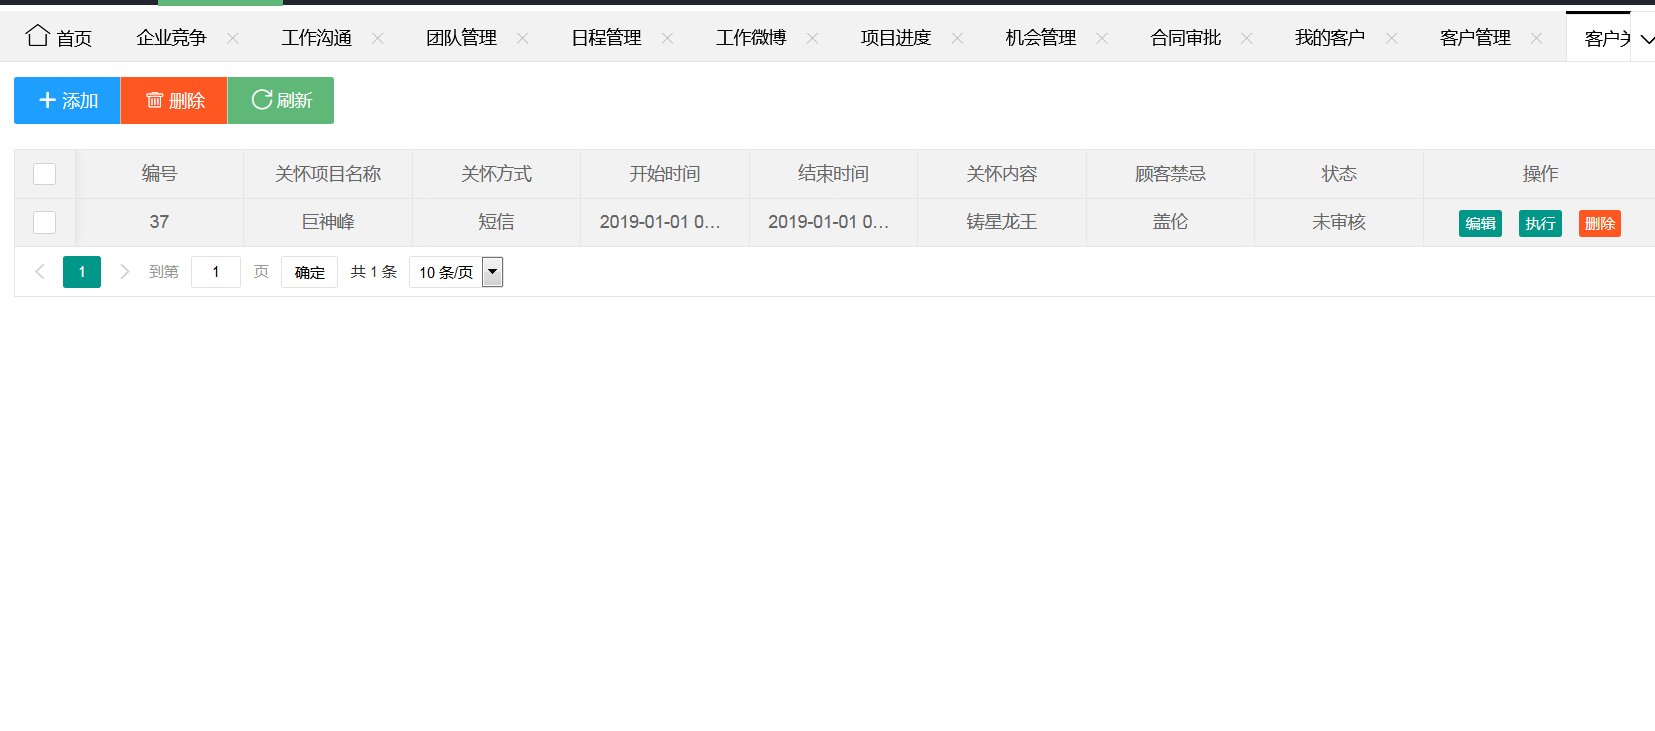 首页 企业竞争 工作沟通 团队管理 日程管理 工作微博 项目进度 机会管理 合同审批 我的客户 客户管理 客户关
添加 删除 刷新
编号 关怀项目名称 关怀方式 开始时间 结束时间 关怀内容 顾客禁忌 状态 操作
37 巨神峰 短信 2019-01-01 0... 2019-01-01 0... 铸星龙王 盖伦 未审核 编辑 执行 删除
1 到第 1 页 确定 共 1 条 10 条/页